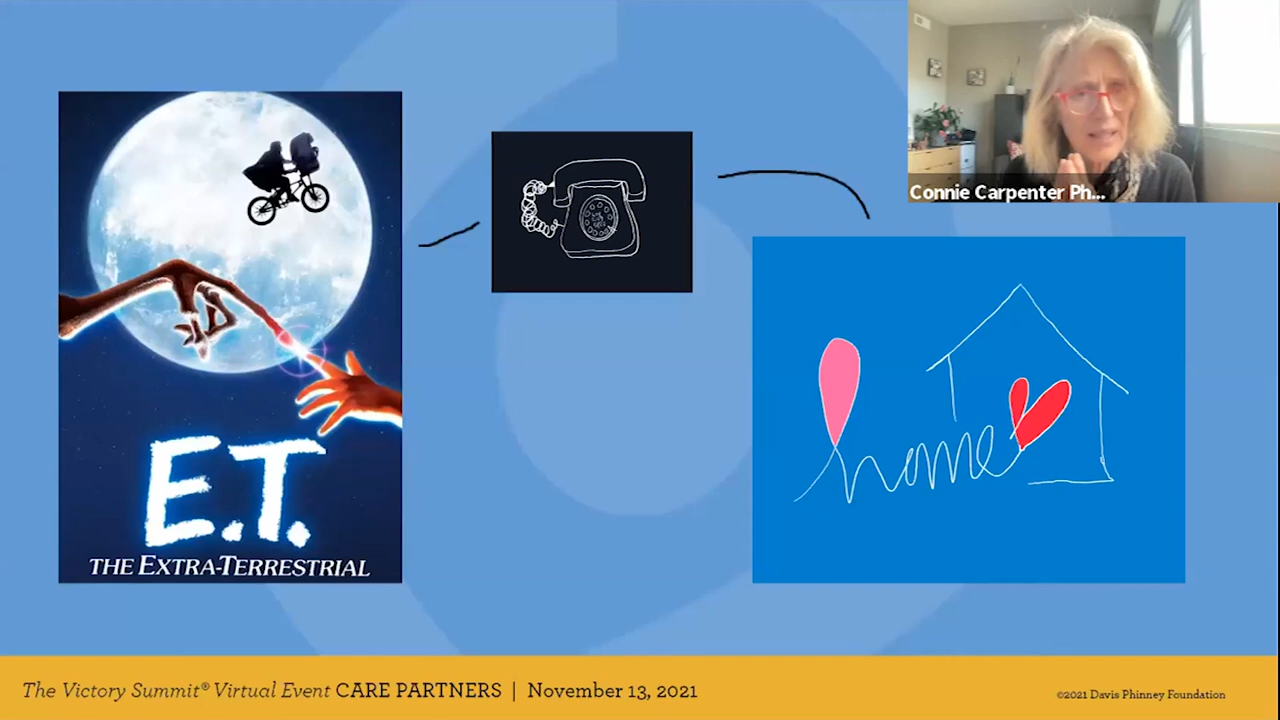 Connie Carpenter Ph...
E.T.
THE EXTRA-TERRESTRIAL
home
The Victory Summit® Virtual Event CARE PARTNERS | November 13, 2021
©2021 Davis Phinney Foundation